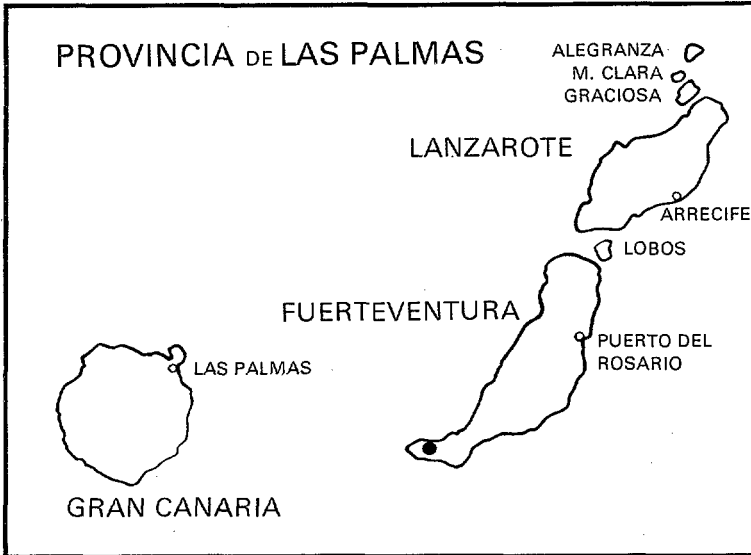 PROVINCIA DE LAS PALMAS
ALEGRANZA
M. CLARA
GRACIOSA
LANZAROTE
ARRECIFE
LOBOS
FUERTEVENTURA
PUERTO DEL
ROSARIO
LAS PALMAS
GRAN CANARIA